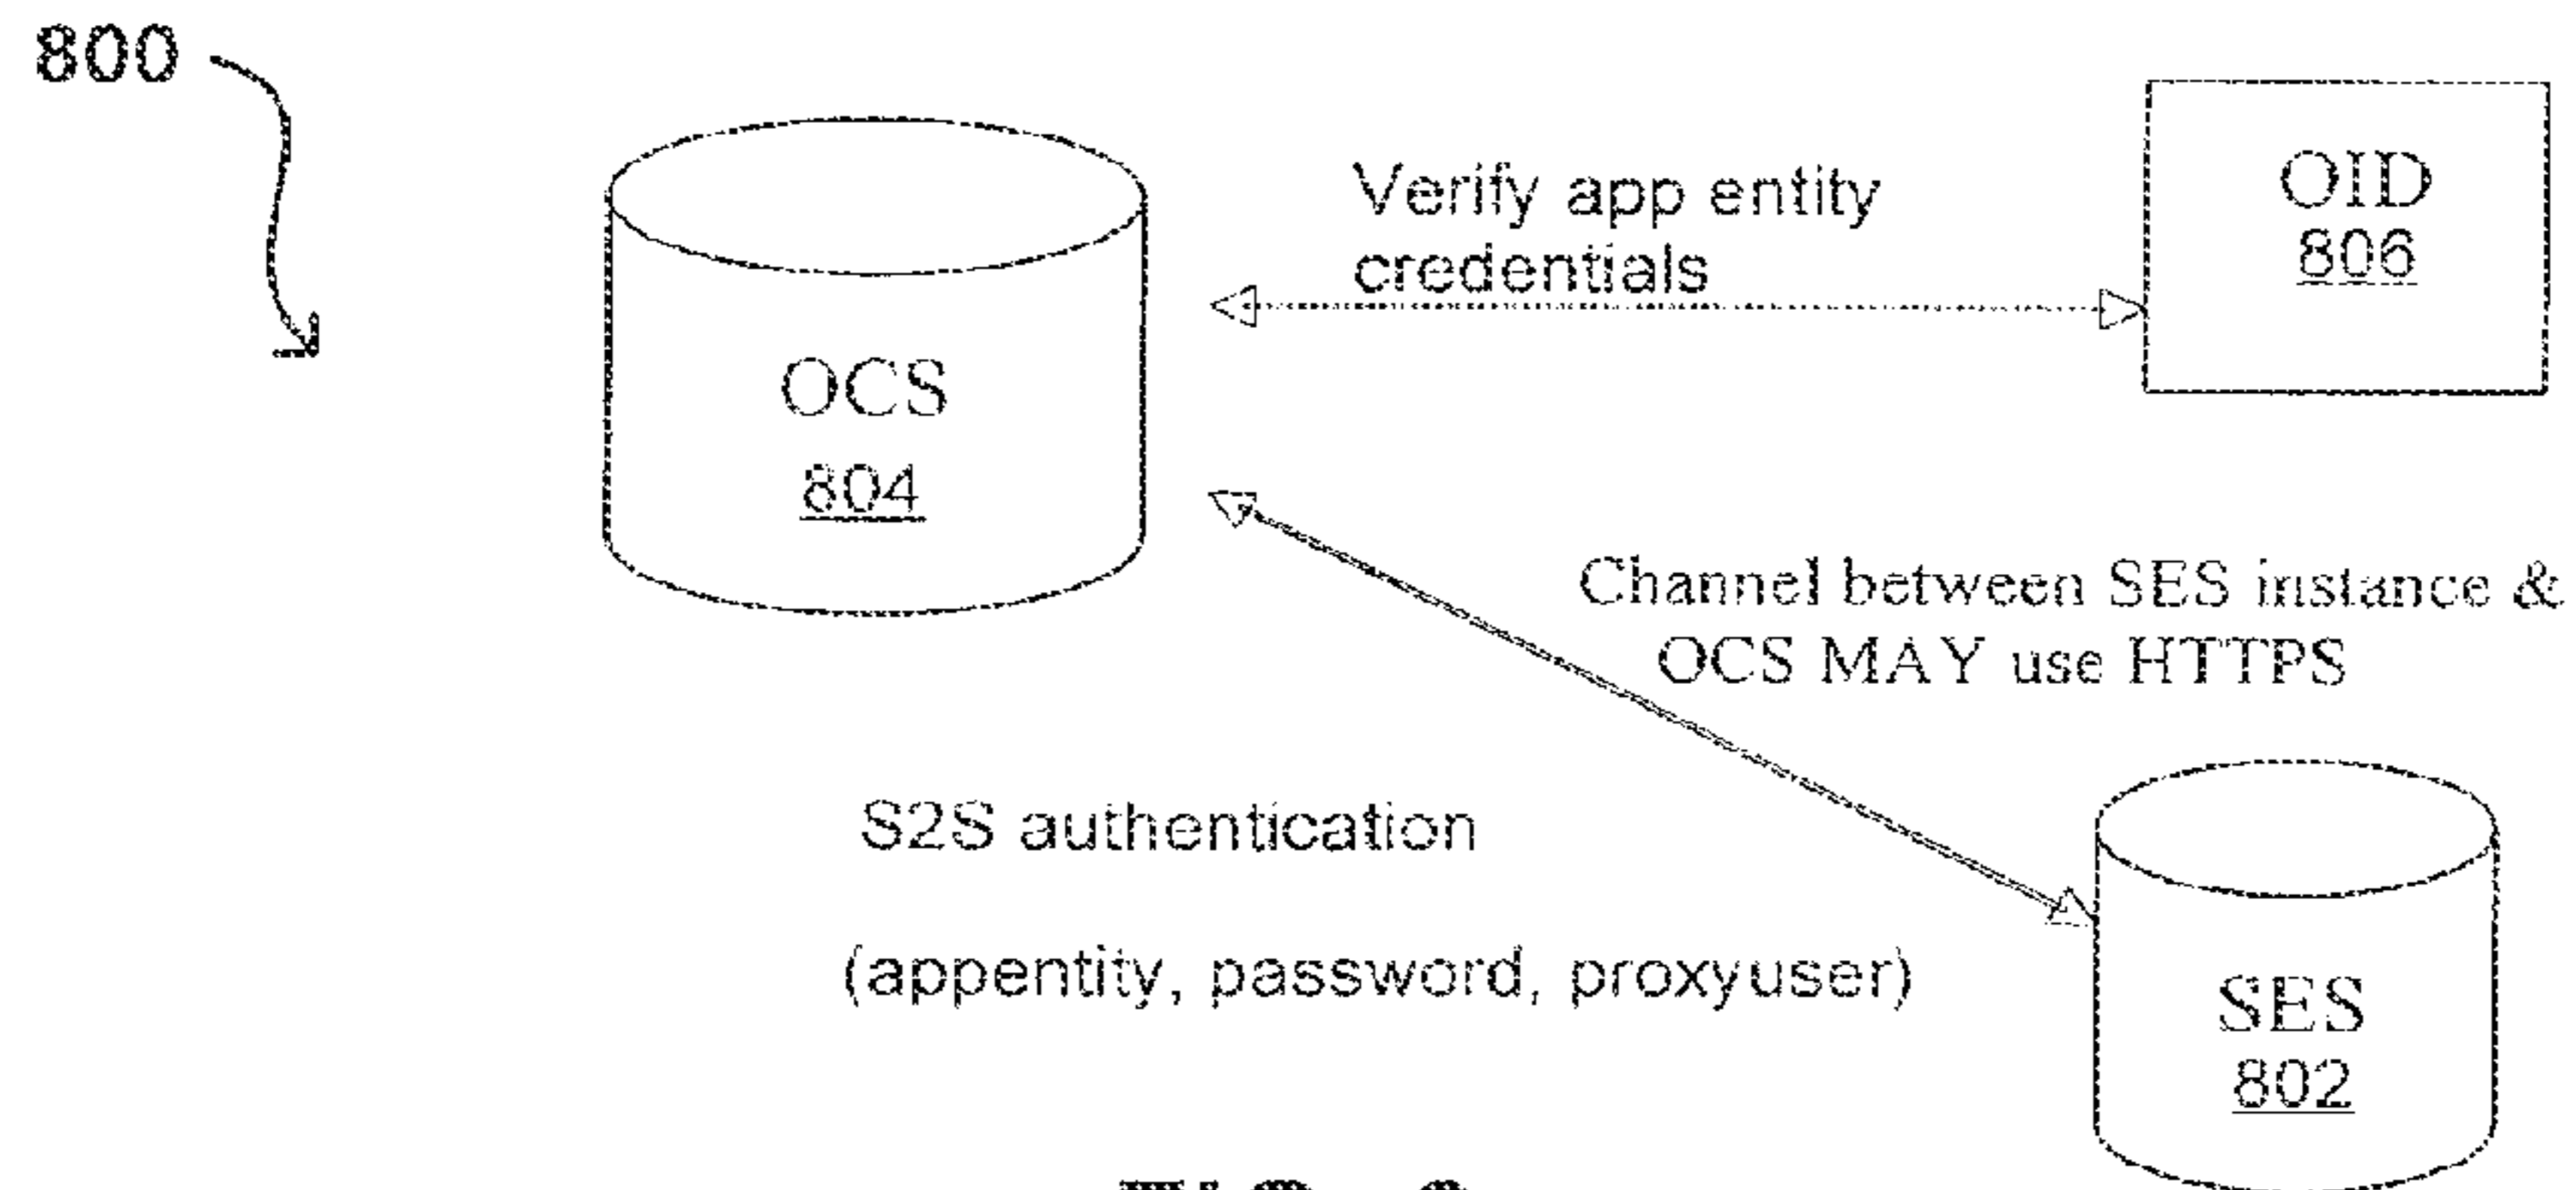 800
Verify app entity
credentials
OID
806
OCS
804
Channel between SES instance &
OCS MAY use HTTPS
S2S authentication
(appentity, password, proxyuser)
SES
802